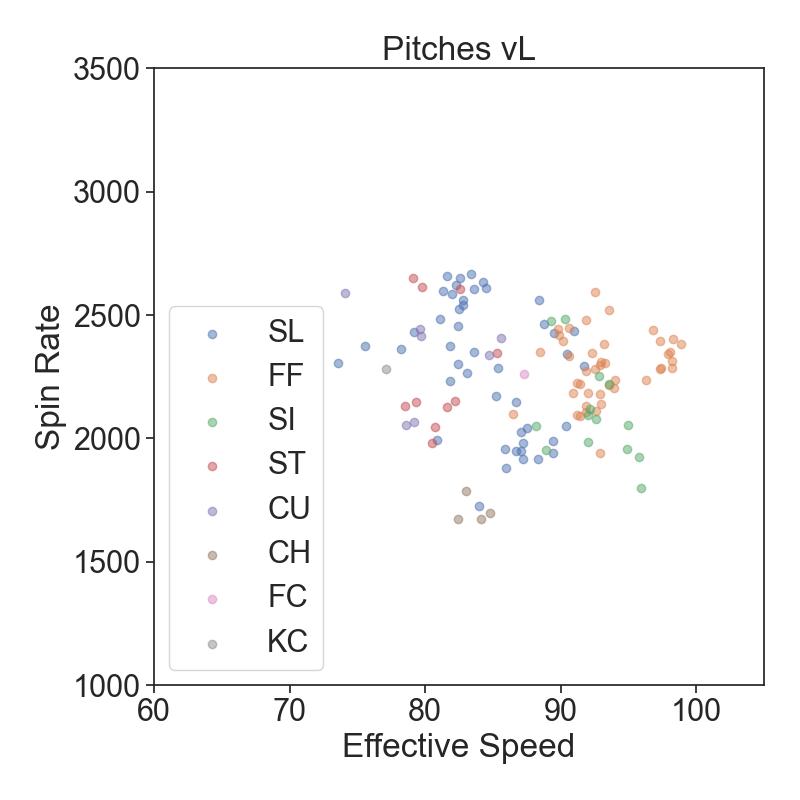 Pitches vL
3500
3000
2500
2000
1500
1000
Spin Rate
SL
FF
SI
ST
CU
CH
FC
KC
60 70 80 90 100
Effective Speed